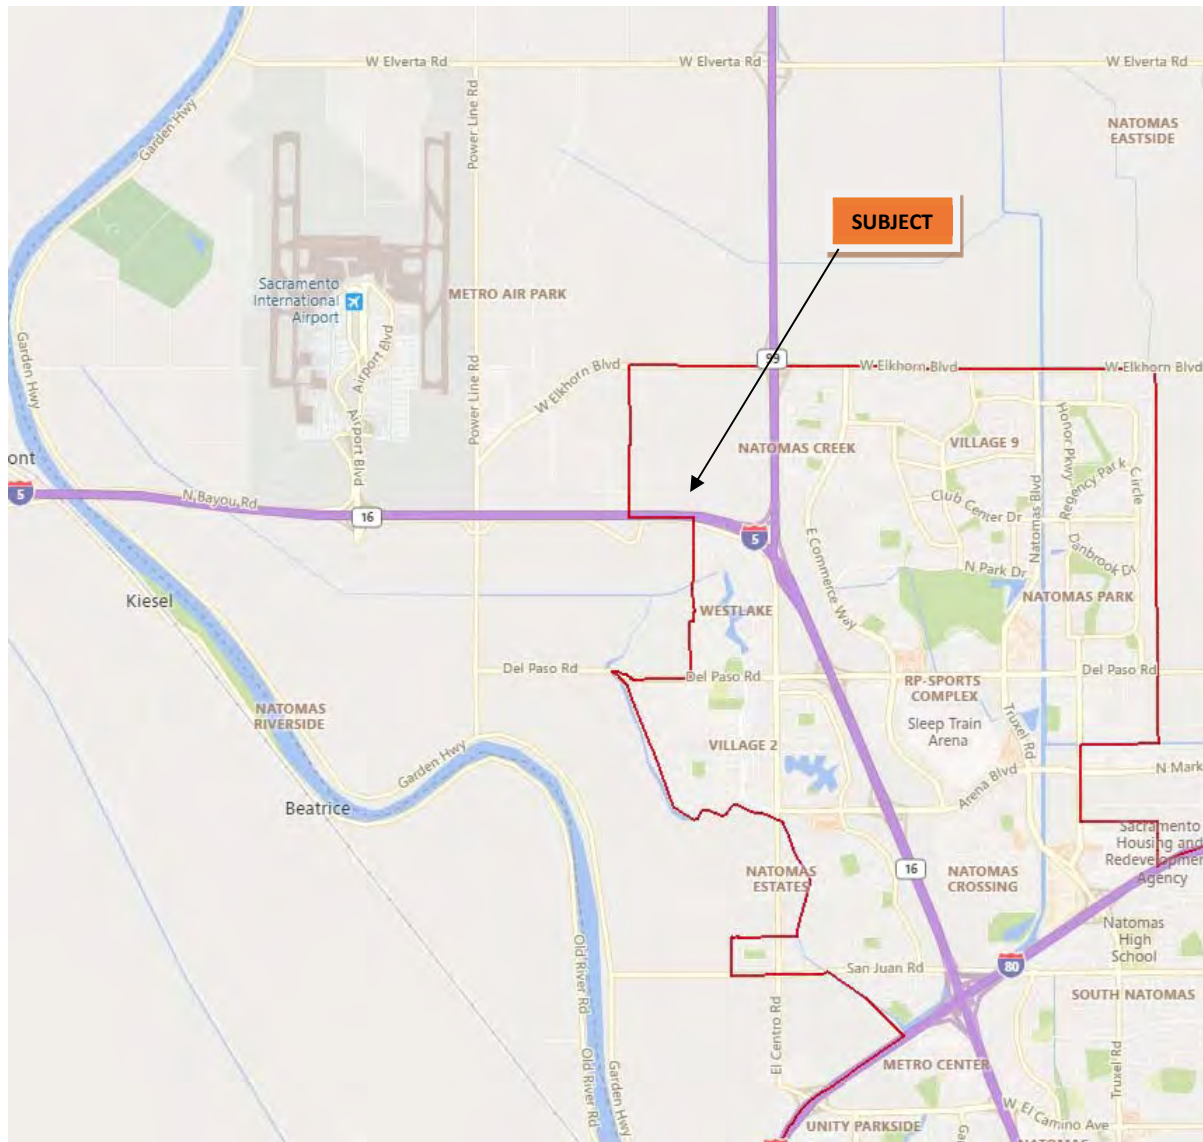 W Elverta Rd
W Elverta Rd
W Elverta Rd
Garden Hwy
Power Line Rd
NATOMAS
EASTSIDE
SUBJECT
Sacramento
International
Airport
METRO AIR PARK
Airport Blvd
Garden Hwy
Power Line Rd
W Elkhorn Blvd
99
W Elkhorn Blvd
W Elkhorn Blvd
Airport Blvd
NATOMAS CREEK
VILLAGE 9
Honor Pkwy
Regency Park
Circle
ont
5
N Bayou Rd
16
Club Center Dr
Natomas Blvd
5
E Commerce Way
Danbrook Dr
N Park Dr
Kiesel
WESTLAKE
NATOMAS PARK
Del Paso Rd
Del Paso Rd
Del Paso Rd
RP-SPORTS
COMPLEX
NATOMAS
RIVERSIDE
Sleep Train
Arena
Truxel Rd
VILLAGE 2
Garden Hwy
Arena Blvd
N Mark
Beatrice
Sacramento
Housing and
Redevelopmen
Agency
16
NATOMAS
ESTATES
NATOMAS
CROSSING
Natomas
High
School
Old River Rd
San Juan Rd
80
SOUTH NATOMAS
El Centro Rd
Old River Rd
Garden Hwy
METRO CENTER
Truxel Rd
W El Camino Ave
UNITY PARKSIDE
Ga
NATOMAS